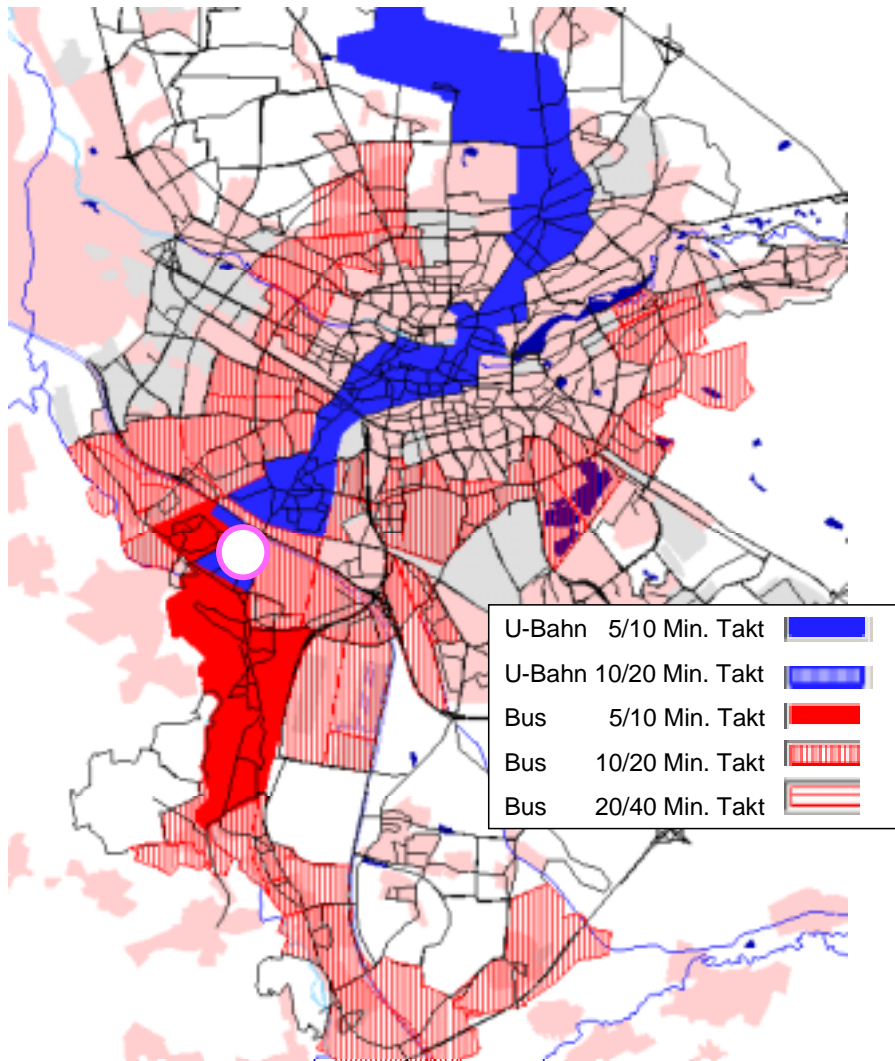 U-Bahn 5/10 Min. Takt
U-Bahn 10/20 Min. Takt
Bus 5/10 Min. Takt
Bus 10/20 Min. Takt
Bus 20/40 Min. Takt